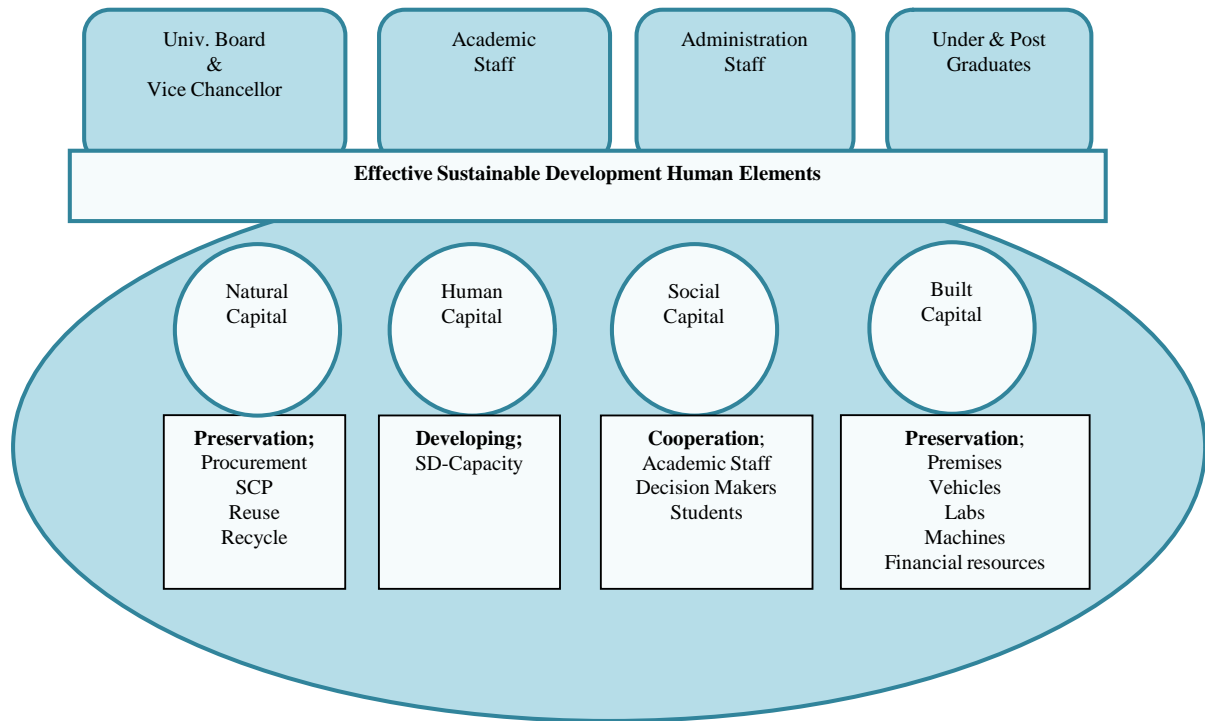 Univ. Board
&
Vice Chancellor
Academic
Staff
Administration
Staff
Under & Post
Graduates
Effective Sustainable Development Human Elements
Natural
Capital
Human
Capital
Social
Capital
Built
Capital
Preservation;
Procurement
SCP
Reuse
Recycle
Developing;
SD-Capacity
Cooperation;
Academic Staff
Decision Makers
Students
Preservation;
Premises
Vehicles
Labs
Machines
Financial resources